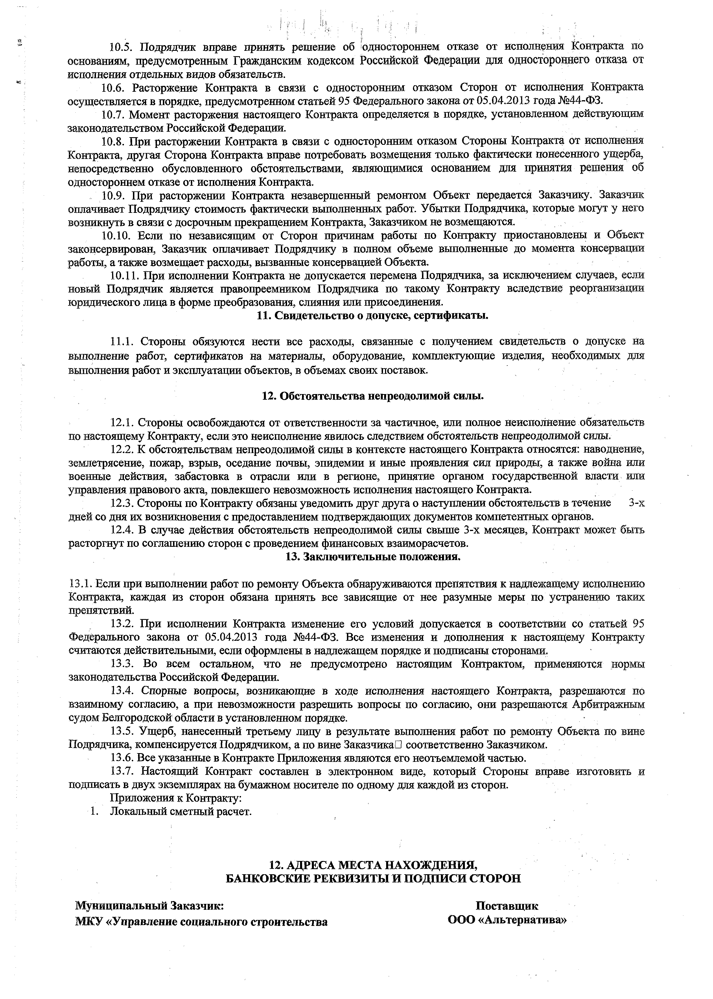 10.5. Подрядчик вправе принять решение об одностороннем отказе от исполнения Контракта по
основаниям, предусмотренным Гражданским кодексом Российской Федерации для одностороннего отказа от
исполнения отдельных видов обязательств.
10.6. Расторжение Контракта в связи с односторонним отказом Сторон от исполнения Контракта
осуществляется в порядке, предусмотренном статьей 95 Федерального закона от 05.04.2013 года №44-ФЗ.
10.7. Момент расторжения настоящего Контракта определяется в порядке, установленном действующим
законодательством Российской Федерации.
10.8. При расторжении Контракта в связи с односторонним отказом Стороны Контракта от исполнения
Контракта, другая Сторона Контракта вправе потребовать возмещения только фактически понесенного ущерба,
непосредственно обусловленного обстоятельствами, являющимися основанием для принятия решения об
одностороннем отказе от исполнения Контракта.
10.9. При расторжении Контракта незавершенный ремонтом Объект передается Заказчику. Заказчик
оплачивает Подрядчику стоимость фактически выполненных работ. Убытки Подрядчика, которые могут у него
возникнуть в связи с досрочным прекращением Контракта, Заказчиком не возмещаются.
10.10. Если по независящим от Сторон причинам работы по Контракту приостановлены и Объект
законсервирован, Заказчик оплачивает Подрядчику в полном объеме выполненные до момента консервации
работы, а также возмещает расходы, вызванные консервацией Объекта.
10.11. При исполнении Контракта не допускается перемена Подрядчика, за исключением случаев, если
новый Подрядчик является правопреемником Подрядчика по такому Контракту вследствие реорганизации
юридического лица в форме преобразования, слияния или присоединения.
11. Свидетельство о допуске, сертификаты.
11.1. Стороны обязуются нести все расходы, связанные с получением свидетельств о допуске на
выполнение работ, сертификатов на материалы, оборудование, комплектующие изделия, необходимых для
выполнения работ и эксплуатации объектов, в объемах своих поставок.
12. Обстоятельства непреодолимой силы.
12.1. Стороны освобождаются от ответственности за частичное, или полное неисполнение обязательств
по настоящему Контракту, если это неисполнение явилось следствием обстоятельств непреодолимой силы.
12.2. К обстоятельствам непреодолимой силы в контексте настоящего Контракта относятся: наводнение,
землетрясение, пожар, взрыв, оседание почвы, эпидемии и иные проявления сил природы, а также война или
военные действия, забастовка в отрасли или в регионе, принятие органом государственной власти или
управления правового акта, повлекшего невозможность исполнения настоящего Контракта.
12.3. Стороны по Контракту обязаны уведомить друг друга о наступлении обстоятельств в течение 3-х
дней со дня их возникновения с предоставлением подтверждающих документов компетентных органов.
12.4. В случае действия обстоятельств непреодолимой силы свыше 3-х месяцев, Контракт может быть
расторгнут по соглашению сторон с проведением финансовых взаиморасчетов.
13. Заключительные положения.
13.1. Если при выполнении работ по ремонту Объекта обнаруживаются препятствия к надлежащему исполнению
Контракта, каждая из сторон обязана принять все зависящие от нее разумные меры по устранению таких
препятствий.
13.2. При исполнении Контракта изменение его условий допускается в соответствии со статьей 95
Федерального закона от 05.04.2013 года №44-ФЗ. Все изменения и дополнения к настоящему Контракту
считаются действительными, если оформлены в надлежащем порядке и подписаны сторонами.
13.3. Во всем остальном, что не предусмотрено настоящим Контрактом, применяются нормы
законодательства Российской Федерации.
13.4. Спорные вопросы, возникающие в ходе исполнения настоящего Контракта, разрешаются по
взаимному согласию, а при невозможности разрешить вопросы по согласию, они разрешаются Арбитражным
судом Белгородской области в установленном порядке.
13.5. Ущерб, нанесенный третьему лицу в результате выполнения работ по ремонту Объекта по вине
Подрядчика, компенсируется Подрядчиком, а по вине Заказчика□ соответственно Заказчиком.
13.6. Все указанные в Контракте Приложения являются его неотъемлемой частью.
13.7. Настоящий Контракт составлен в электронном виде, который Стороны вправе изготовить и
подписать в двух экземплярах на бумажном носителе по одному для каждой из сторон.
Приложения к Контракту:
1. Локальный сметный расчет.
12. АДРЕСА МЕСТА НАХОЖДЕНИЯ,
БАНКОВСКИЕ РЕКВИЗИТЫ И ПОДПИСИ СТОРОН
Муниципальный Заказчик:
МКУ «Управление социального строительства
Поставщик
ООО «Альтернатива»